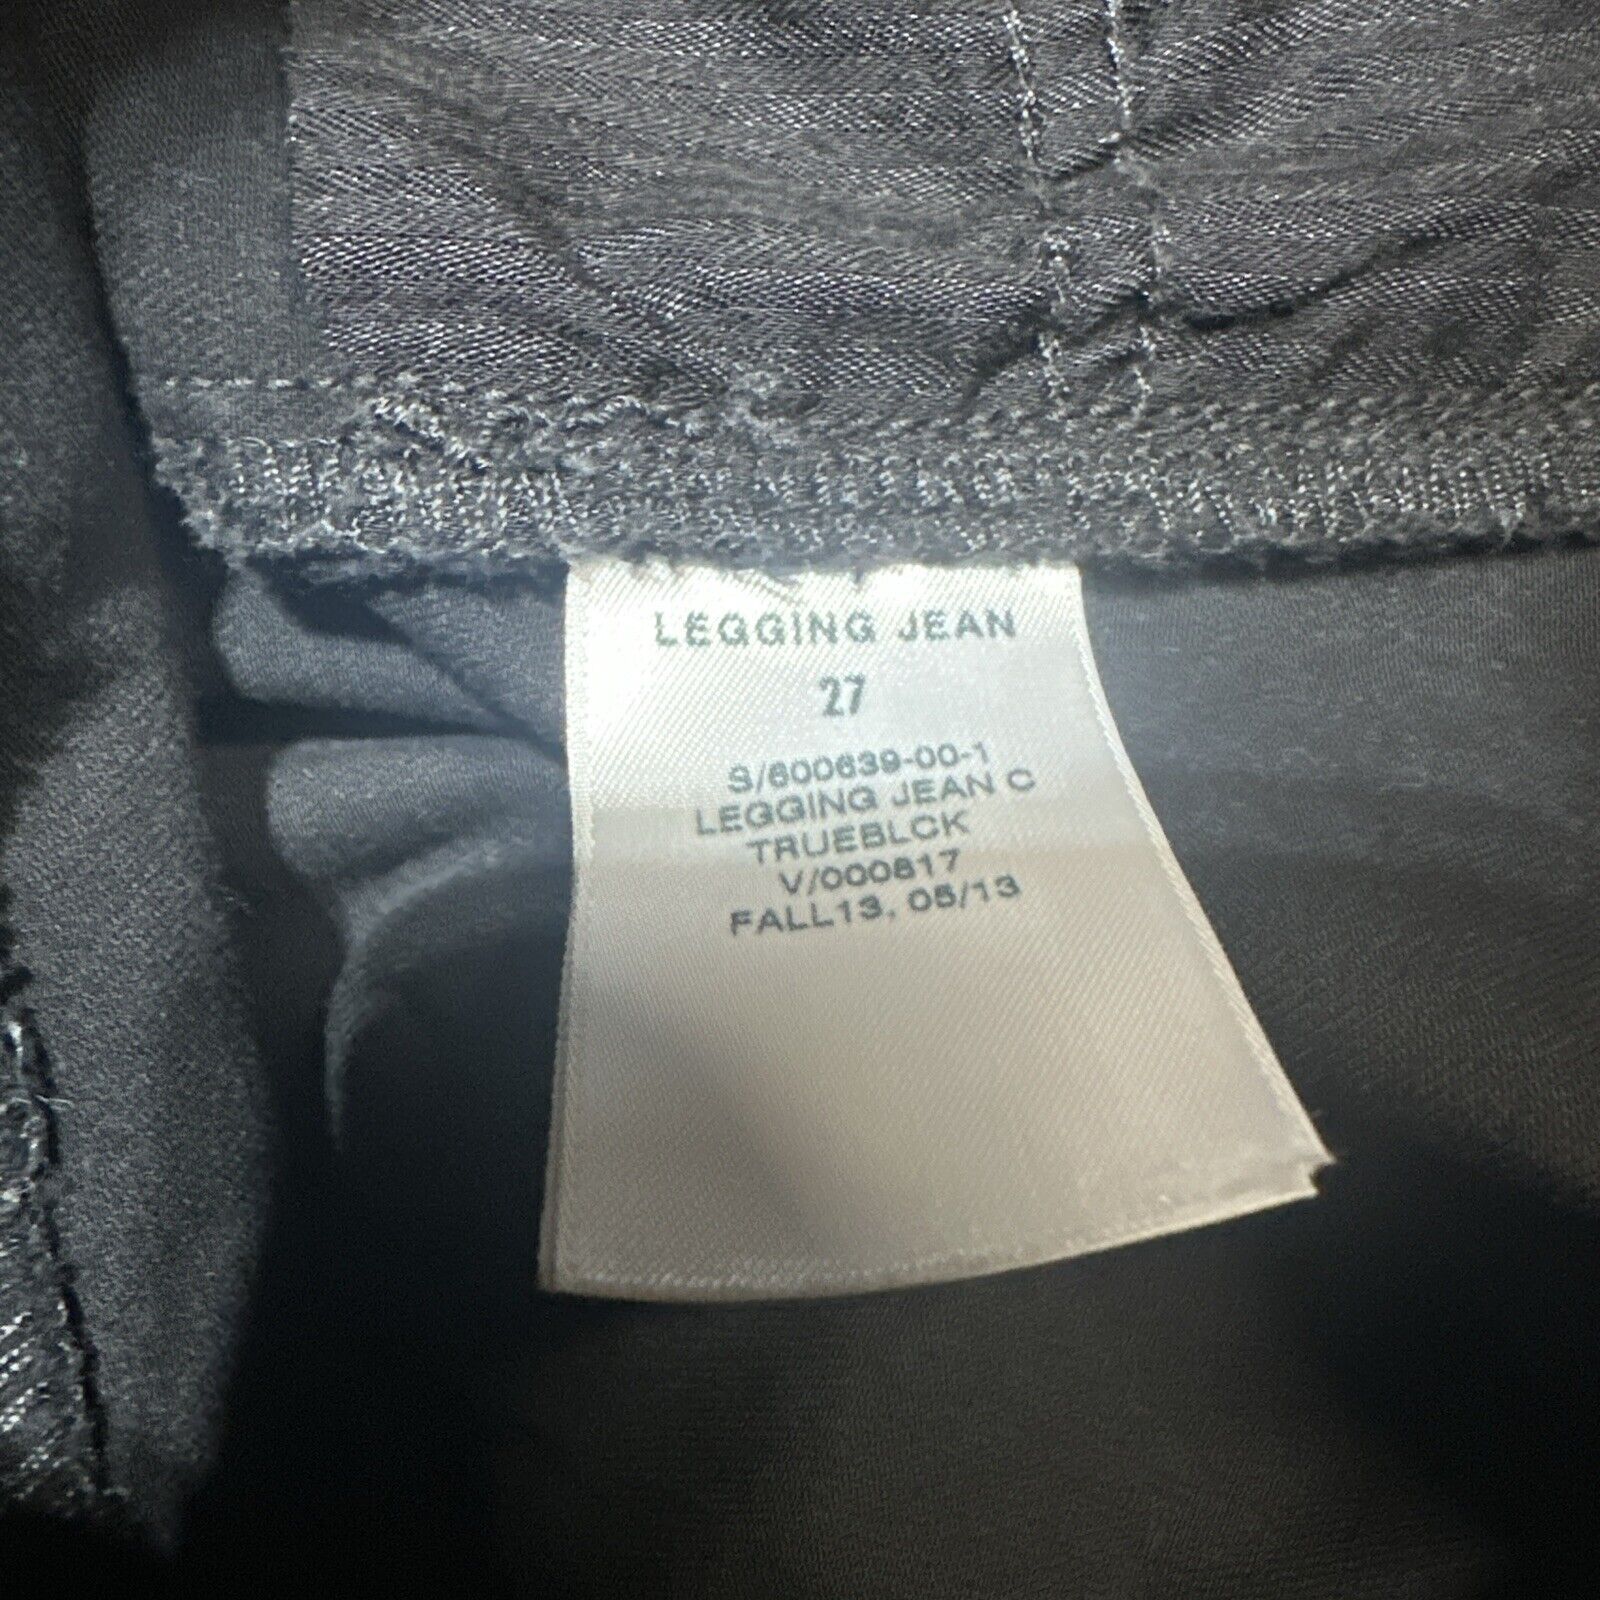 LEGGING JEAN
27
S/600639-00-1
LEGGING JEAN C
TRUEBLCK
V/000817
FALL13, 05/13